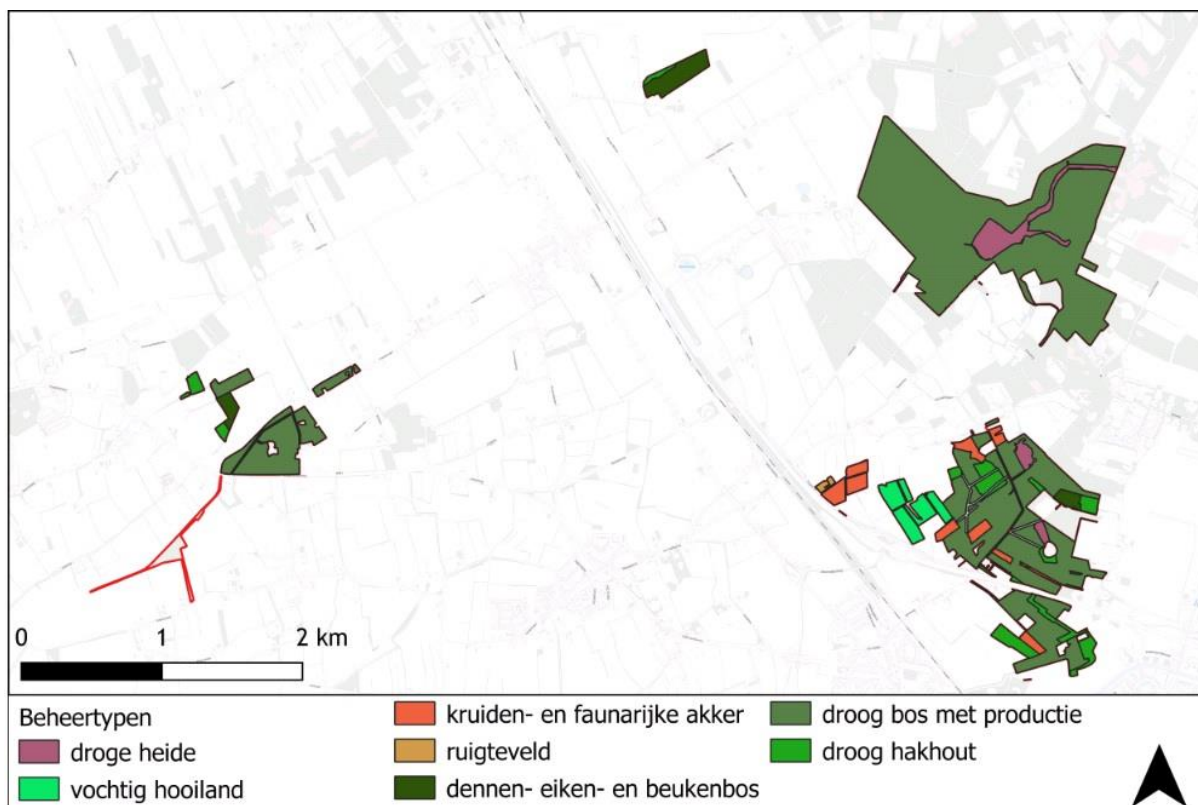 0 1 2 km
Beheertypen
droge heide
vochtig hooiland
kruiden- en faunarijke akker
ruigteveld
dennen- eiken- en beukenbos
droog bos met productie
droog hakhout